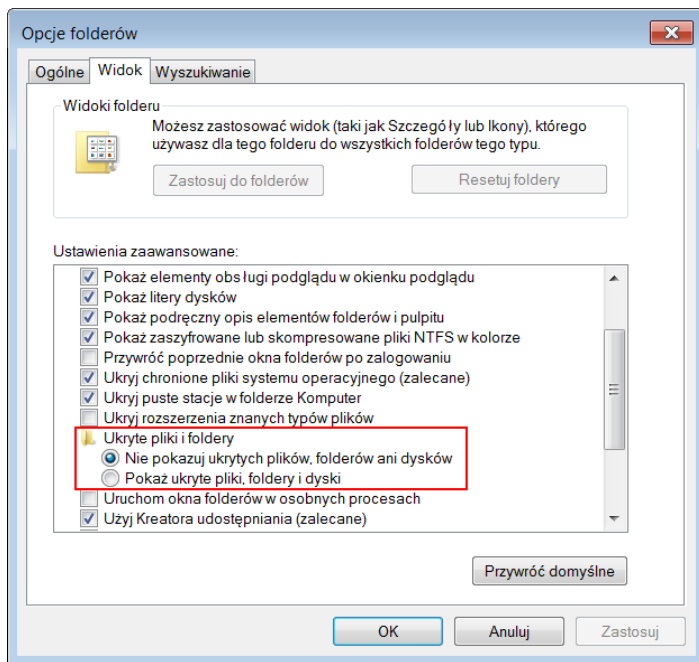 Opcje folderów
Ogólne Widok Wyszukiwanie
Widoki folderu
Możesz zastosować widok (taki jak Szczegóły lub Ikony), którego
używasz dla tego folderu do wszystkich folderów tego typu.
Zastosuj do folderów Resetuj foldery
Ustawienia zaawansowane:
Pokaż elementy obsługi podglądu w okienku podglądu
Pokaż litery dysków
Pokaż podręczny opis elementów folderów i pulpitu
Pokaż zaszyfrowane lub skompresowane pliki NTFS w kolorze
Przywróć poprzednie okna folderów po zalogowaniu
Ukryj chronione pliki systemu operacyjnego (zalecane)
Ukryj puste stacje w folderze Komputer
Ukryj rozszerzenia znanych typów plików
Ukryte pliki i foldery
Nie pokazuj ukrytych plików, folderów ani dysków
Pokaż ukryte pliki, foldery i dyski
Uruchom okna folderów w osobnych procesach
Użyj Kreatora udostępniania (zalecane)
Przywróć domyślne
OK Anuluj Zastosuj